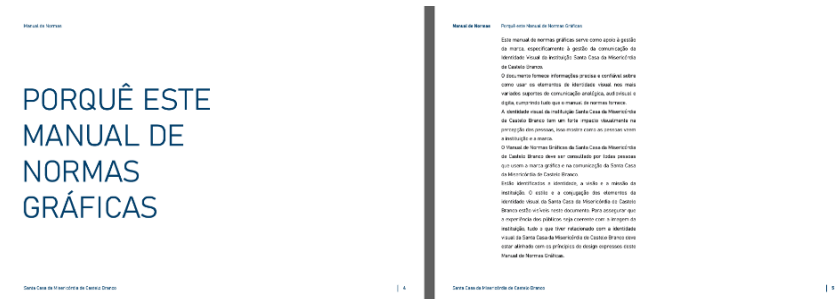 Manual de Normas
PORQUÊ ESTE
MANUAL DE
NORMAS
GRÁFICAS
Santa Casa da Misericórdia de Castelo Branco
4
Manual de Normas
Porquê este Manual de Normas Gráficas
Este manual de normas gráficas serve como apoio à gestão
da marca, especificamente à gestão da comunicação da
Identidade Visual da instituição Santa Casa da Misericórdia
de Castelo Branco.
O documento fornece informações precisa e confiável sobre
como usar os elementos de identidade visual nos mais
variados suportes de comunicação analógica, audiovisual e
digital, cumprindo tudo que o manual de normas fornece.
A identidade visual da instituição Santa Casa da Misericórdia
de Castelo Branco tem um forte impacto visualmente na
percepção das pessoas, isso mostra como as pessoas veem
a instituição e a marca.
O Manual de Normas Gráficas da Santa Casa da Misericórdia
de Castelo Branco deve ser consultado por todas pessoas
que usam a marca gráfica e na comunicação da Santa Casa
da Misericórdia de Castelo Branco.
Estão identificados a identidade, a visão e a missão da
instituição. O estilo e a conjugação dos elementos da
identidade visual da Santa Casa da Misericórdia de Castelo
Branco estão visíveis neste documento. Para assegurar que
a experiência dos públicos seja coerente com a imagem da
instituição, tudo o que tiver relacionado com a identidade
visual da Santa Casa da Misericórdia de Castelo Branco deve
estar alinhado com os princípios do design expresses deste
Manual de Normas Gráficas.
Santa Casa da Misericórdia de Castelo Branco
5